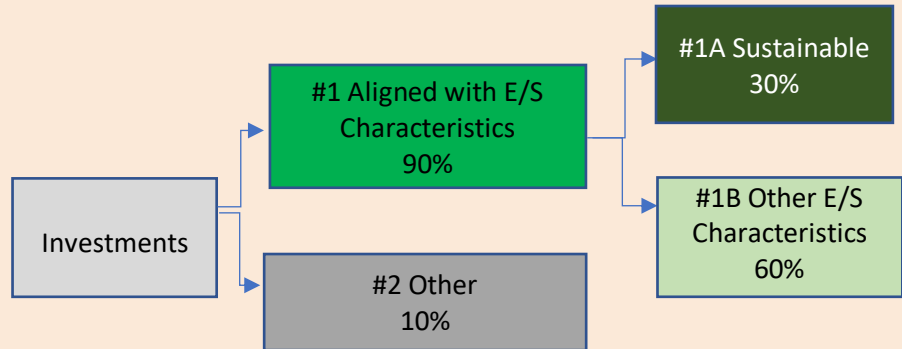 #1A Sustainable
30%
#1 Aligned with E/S
Characteristics
90%
#1B Other E/S
Characteristics
60%
Investments
#2 Other
10%